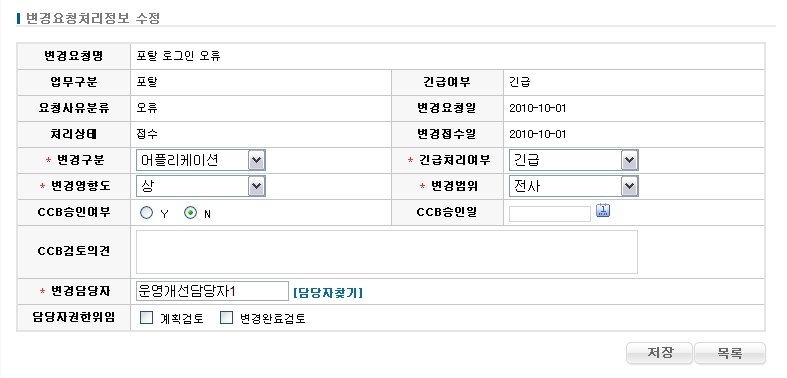 변경요청처리정보 수정
변경요청명 포탈 로그인 오류
업무구분 포탈 긴급여부 긴급
요청사유분류 오류 변경요청일 2010-10-01
처리상태 접수 변경접수일 2010-10-01
* 변경구분 어플리케이션 * 긴급처리여부 긴급
* 변경영향도 상 * 변경범위 전사
CCB승인여부 Y N CCB승인일
CCB검토의견
* 변경담당자 운영개선담당자1 [담당자찾기]
담당자권한위임 계획검토 변경완료검토
저장 목록